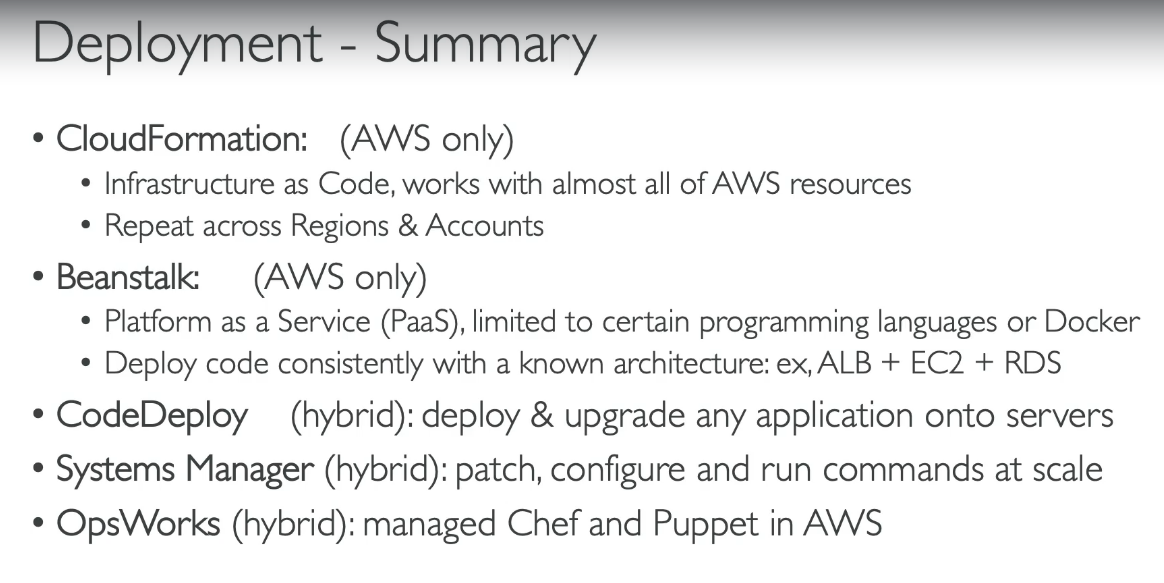 Deployment - Summary
• CloudFormation: (AWS only)
• Infrastructure as Code, works with almost all of AWS resources
• Repeat across Regions & Accounts
• Beanstalk: (AWS only)
• Platform as a Service (PaaS), limited to certain programming languages or Docker
• Deploy code consistently with a known architecture: ex, ALB + EC2 + RDS
• CodeDeploy (hybrid): deploy & upgrade any application onto servers
• Systems Manager (hybrid): patch, configure and run commands at scale
• OpsWorks (hybrid): managed Chef and Puppet in AWS